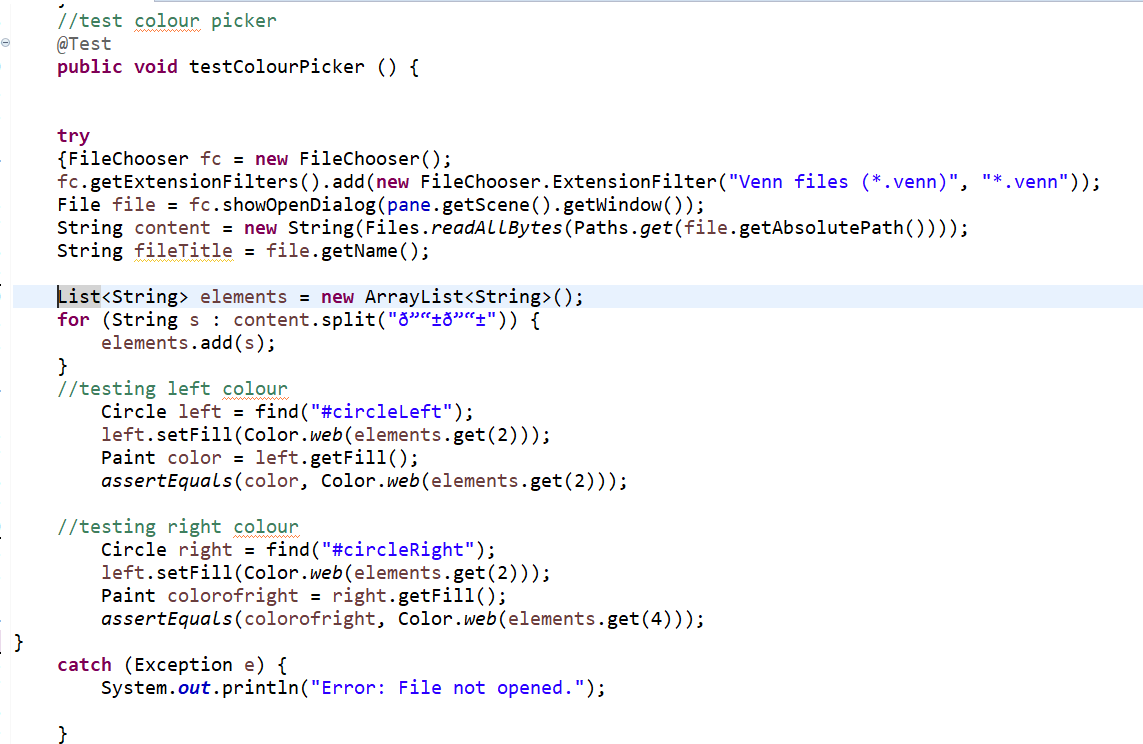 //test colour picker
@Test
public void testColourPicker () {
try
{FileChooser fc = new FileChooser();
fc.getExtensionFilters().add(new FileChooser.ExtensionFilter("Venn files (*.venn)", "*.venn"));
File file = fc.showOpenDialog(pane.getScene().getWindow());
String content = new String(Files.readAllBytes(Paths.get(file.getAbsolutePath())));
String fileTitle = file.getName();
List<String> elements = new ArrayList<String>();
for (String s : content.split("ð”“±ð”“±")) {
elements.add(s);
}
//testing left colour
Circle left = find("#circleLeft");
left.setFill(Color.web(elements.get(2)));
Paint color = left.getFill();
assertEquals(color, Color.web(elements.get(2)));
//testing right colour
Circle right = find("#circleRight");
left.setFill(Color.web(elements.get(2)));
Paint colorofright = right.getFill();
assertEquals(colorofright, Color.web(elements.get(4)));
}
catch (Exception e) {
System.out.println("Error: File not opened.");
}